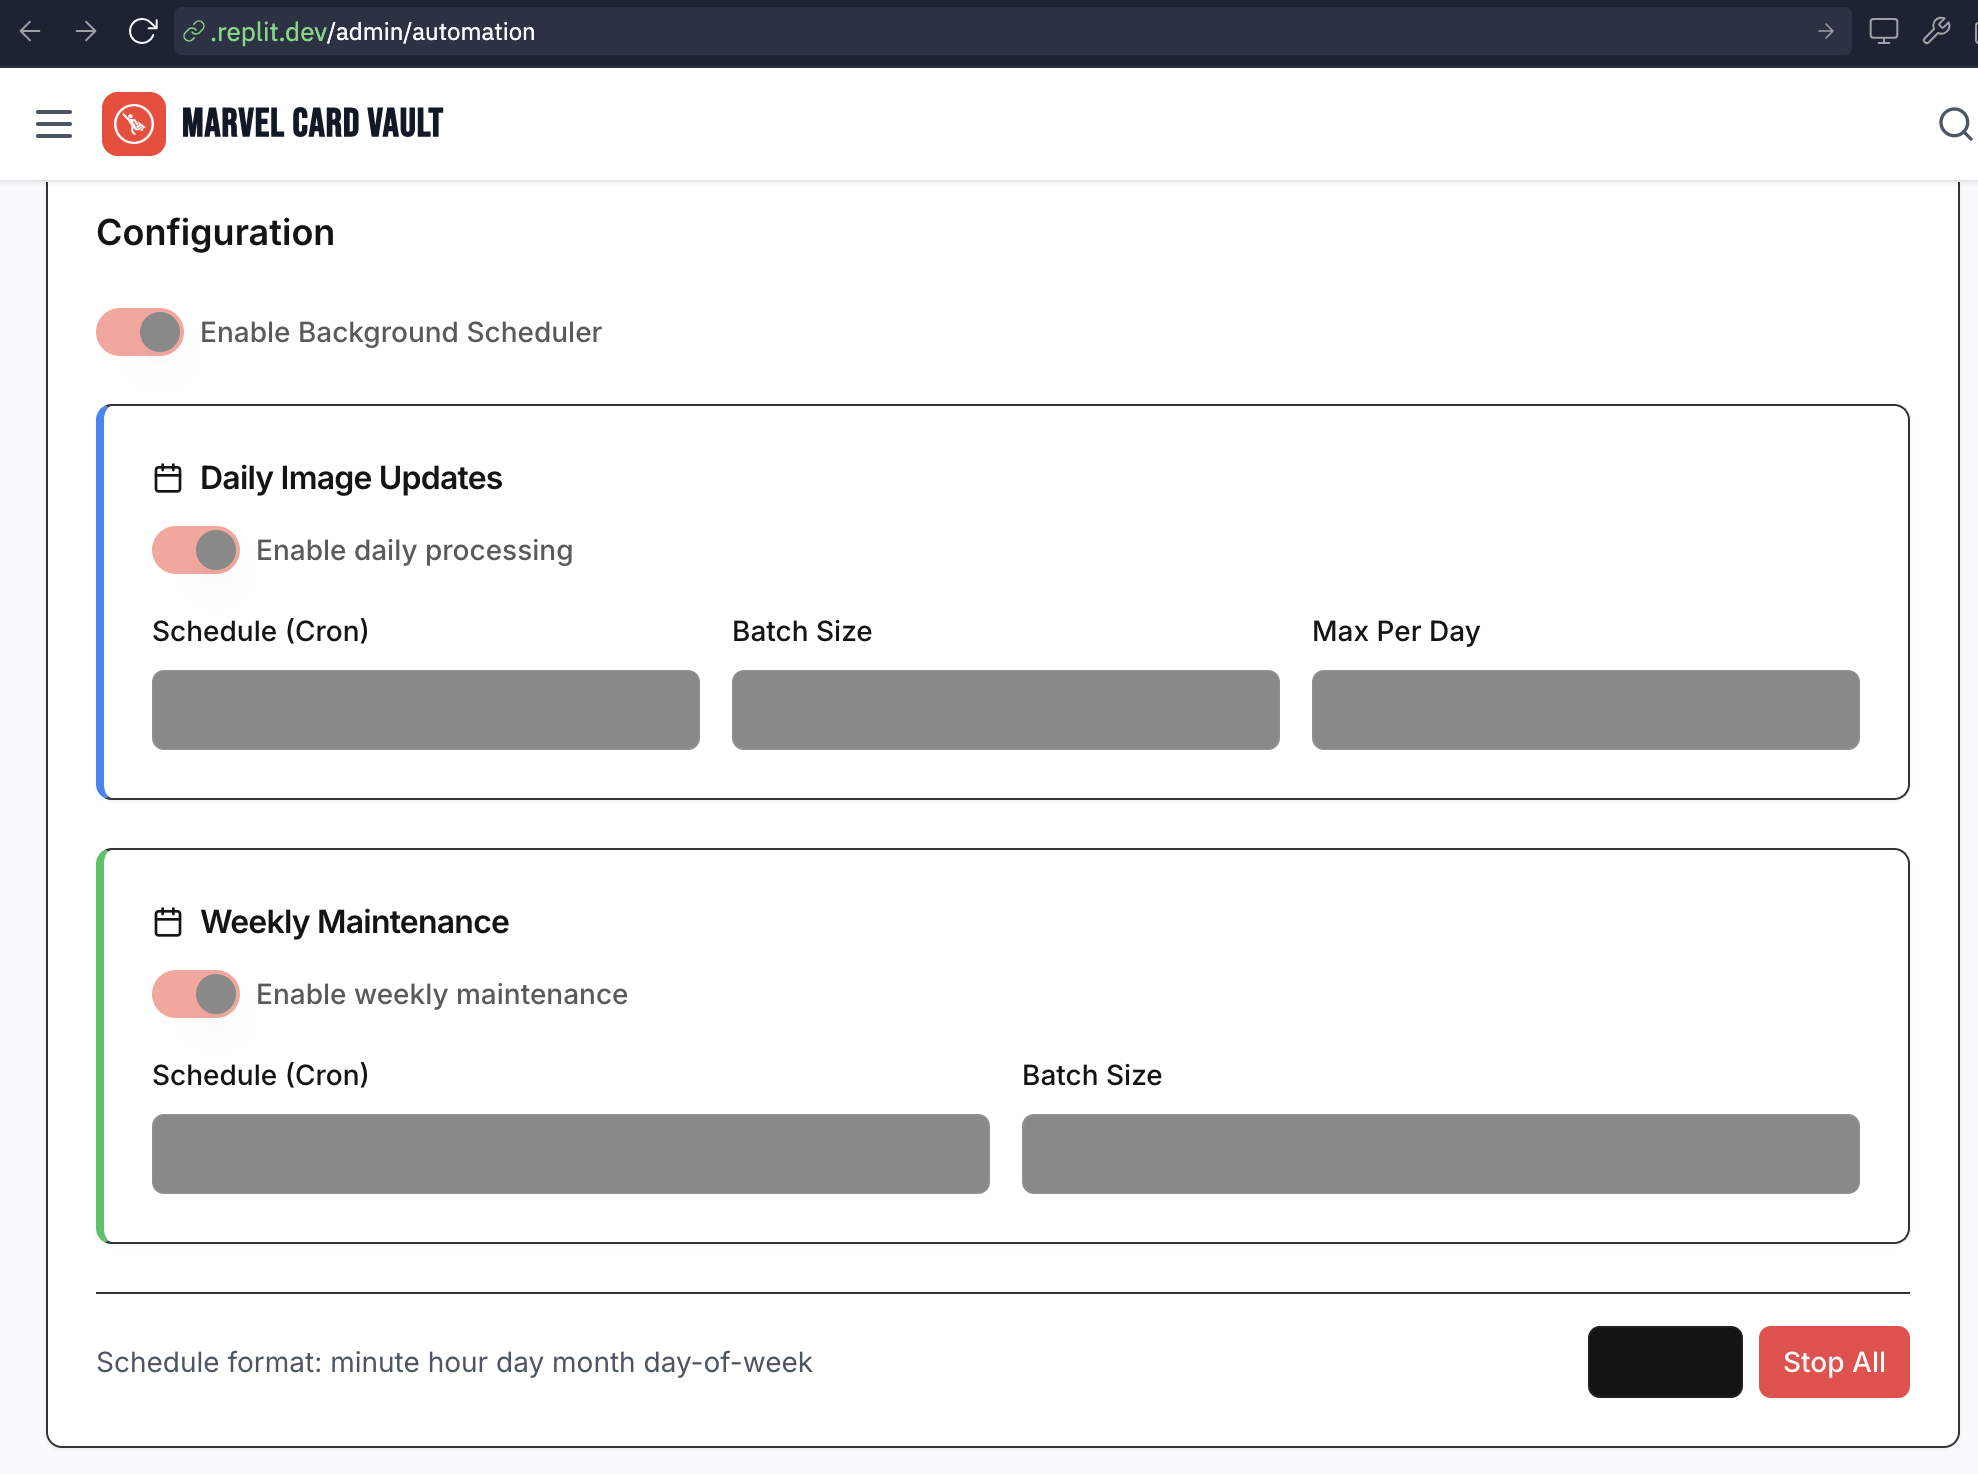 .replit.dev/admin/automation
MARVEL CARD VAULT
Configuration
Enable Background Scheduler
Daily Image Updates
Enable daily processing
Schedule (Cron)
Batch Size
Max Per Day
Weekly Maintenance
Enable weekly maintenance
Schedule (Cron)
Batch Size
Schedule format: minute hour day month day-of-week
Stop All